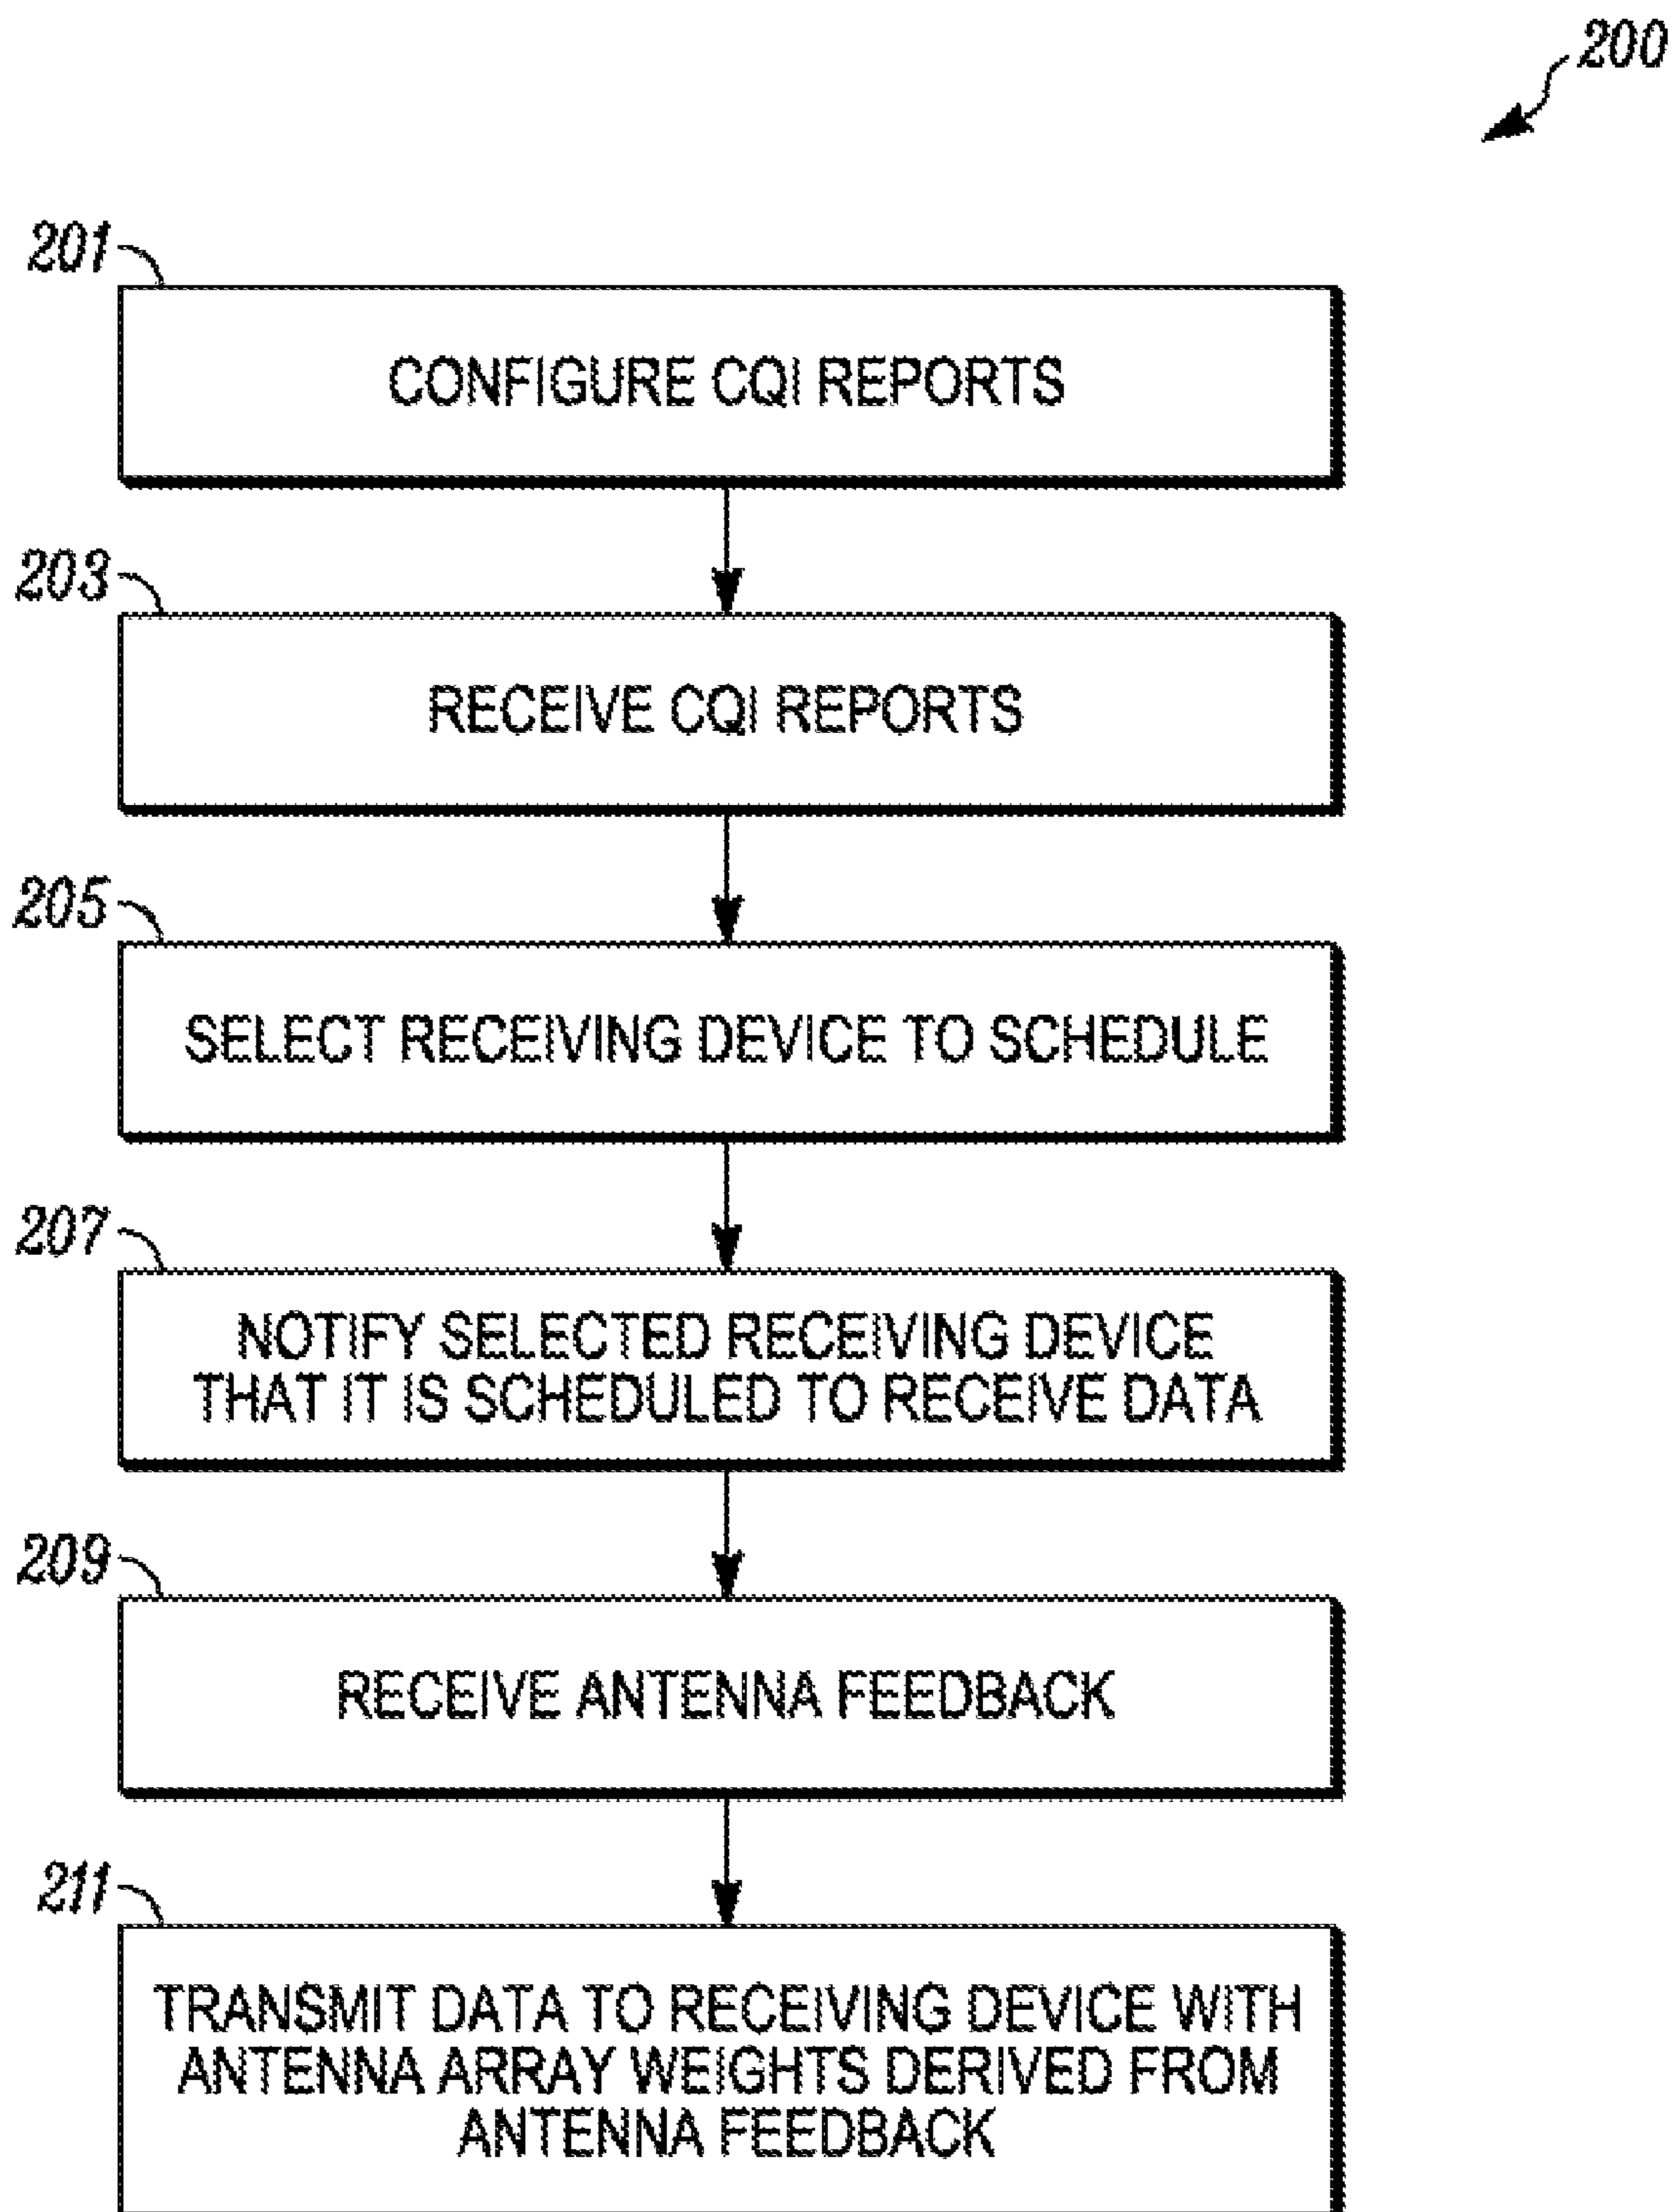 200
201
CONFIGURE CQI REPORTS
203
RECEIVE CQI REPORTS
205
SELECT RECEIVING DEVICE TO SCHEDULE
207
NOTIFY SELECTED RECEIVING DEVICE
THAT IT IS SCHEDULED TO RECEIVE DATA
209
RECEIVE ANTENNA FEEDBACK
211
TRANSMIT DATA TO RECEIVING DEVICE WITH
ANTENNA ARRAY WEIGHTS DERIVED FROM
ANTENNA FEEDBACK